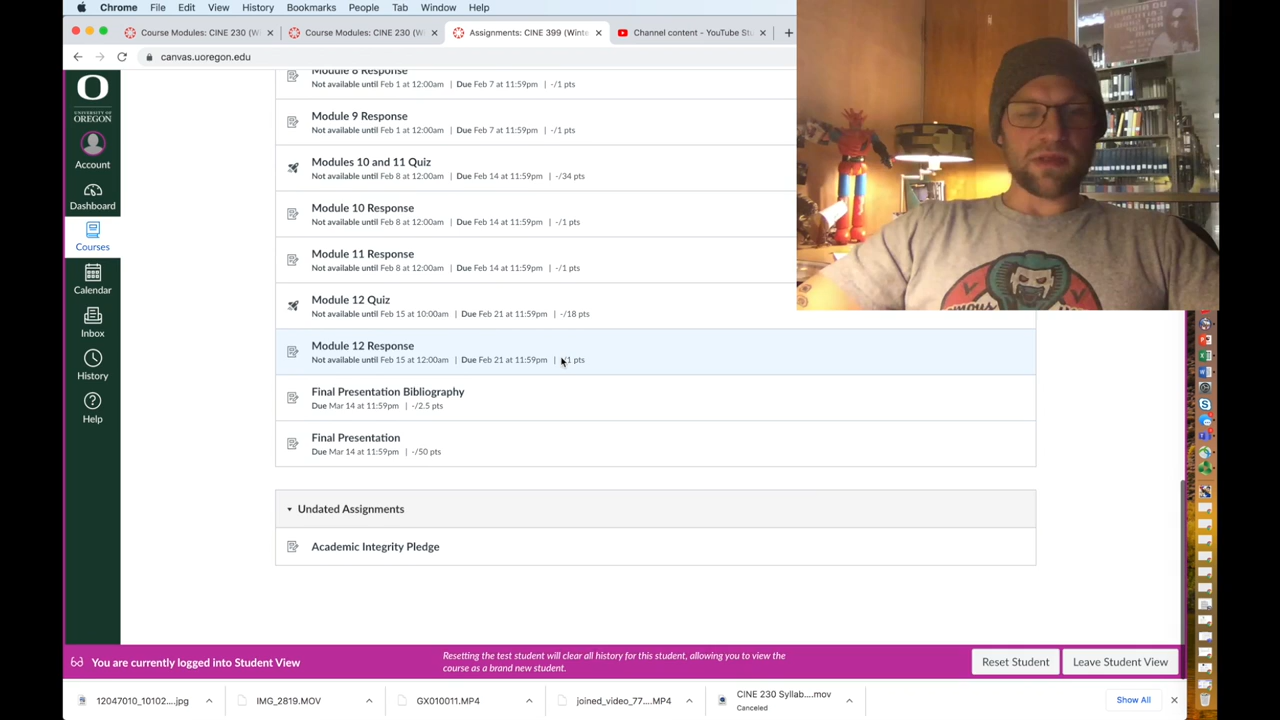 Chrome File Edit View History Bookmarks People Tab Window Help
Course Modules: CINE 230 (Wi Course Modules: CINE 230 (Wi Assignments: CINE 399 (Winte Channel content - YouTube Stu
canvas.uoregon.edu
UNIVERSITY OF
OREGON
Account
Dashboard
Courses
Calendar
Inbox
History
Help
Module 8 Response
Not available until Feb 1 at 12:00am | Due Feb 7 at 11:59pm | -/1 pts
Module 9 Response
Not available until Feb 1 at 12:00am | Due Feb 7 at 11:59pm | -/1 pts
Modules 10 and 11 Quiz
Not available until Feb 8 at 12:00am | Due Feb 14 at 11:59pm | -/34 pts
Module 10 Response
Not available until Feb 8 at 12:00am | Due Feb 14 at 11:59pm | -/1 pts
Module 11 Response
Not available until Feb 8 at 12:00am | Due Feb 14 at 11:59pm | -/1 pts
Module 12 Quiz
Not available until Feb 15 at 10:00am | Due Feb 21 at 11:59pm | -/18 pts
Module 12 Response
Not available until Feb 15 at 12:00am | Due Feb 21 at 11:59pm | -/1 pts
Final Presentation Bibliography
Due Mar 14 at 11:59pm | -/2.5 pts
Final Presentation
Due Mar 14 at 11:59pm | -/50 pts
Undated Assignments
Academic Integrity Pledge
You are currently logged into Student View
Resetting the test student will clear all history for this student, allowing you to view the
course as a brand new student.
Reset Student Leave Student View
12047010_10102....jpg IMG_2819.MOV GX010011.MP4 joined_video_77....MP4 CINE 230 Syllab....mov
Canceled
Show All